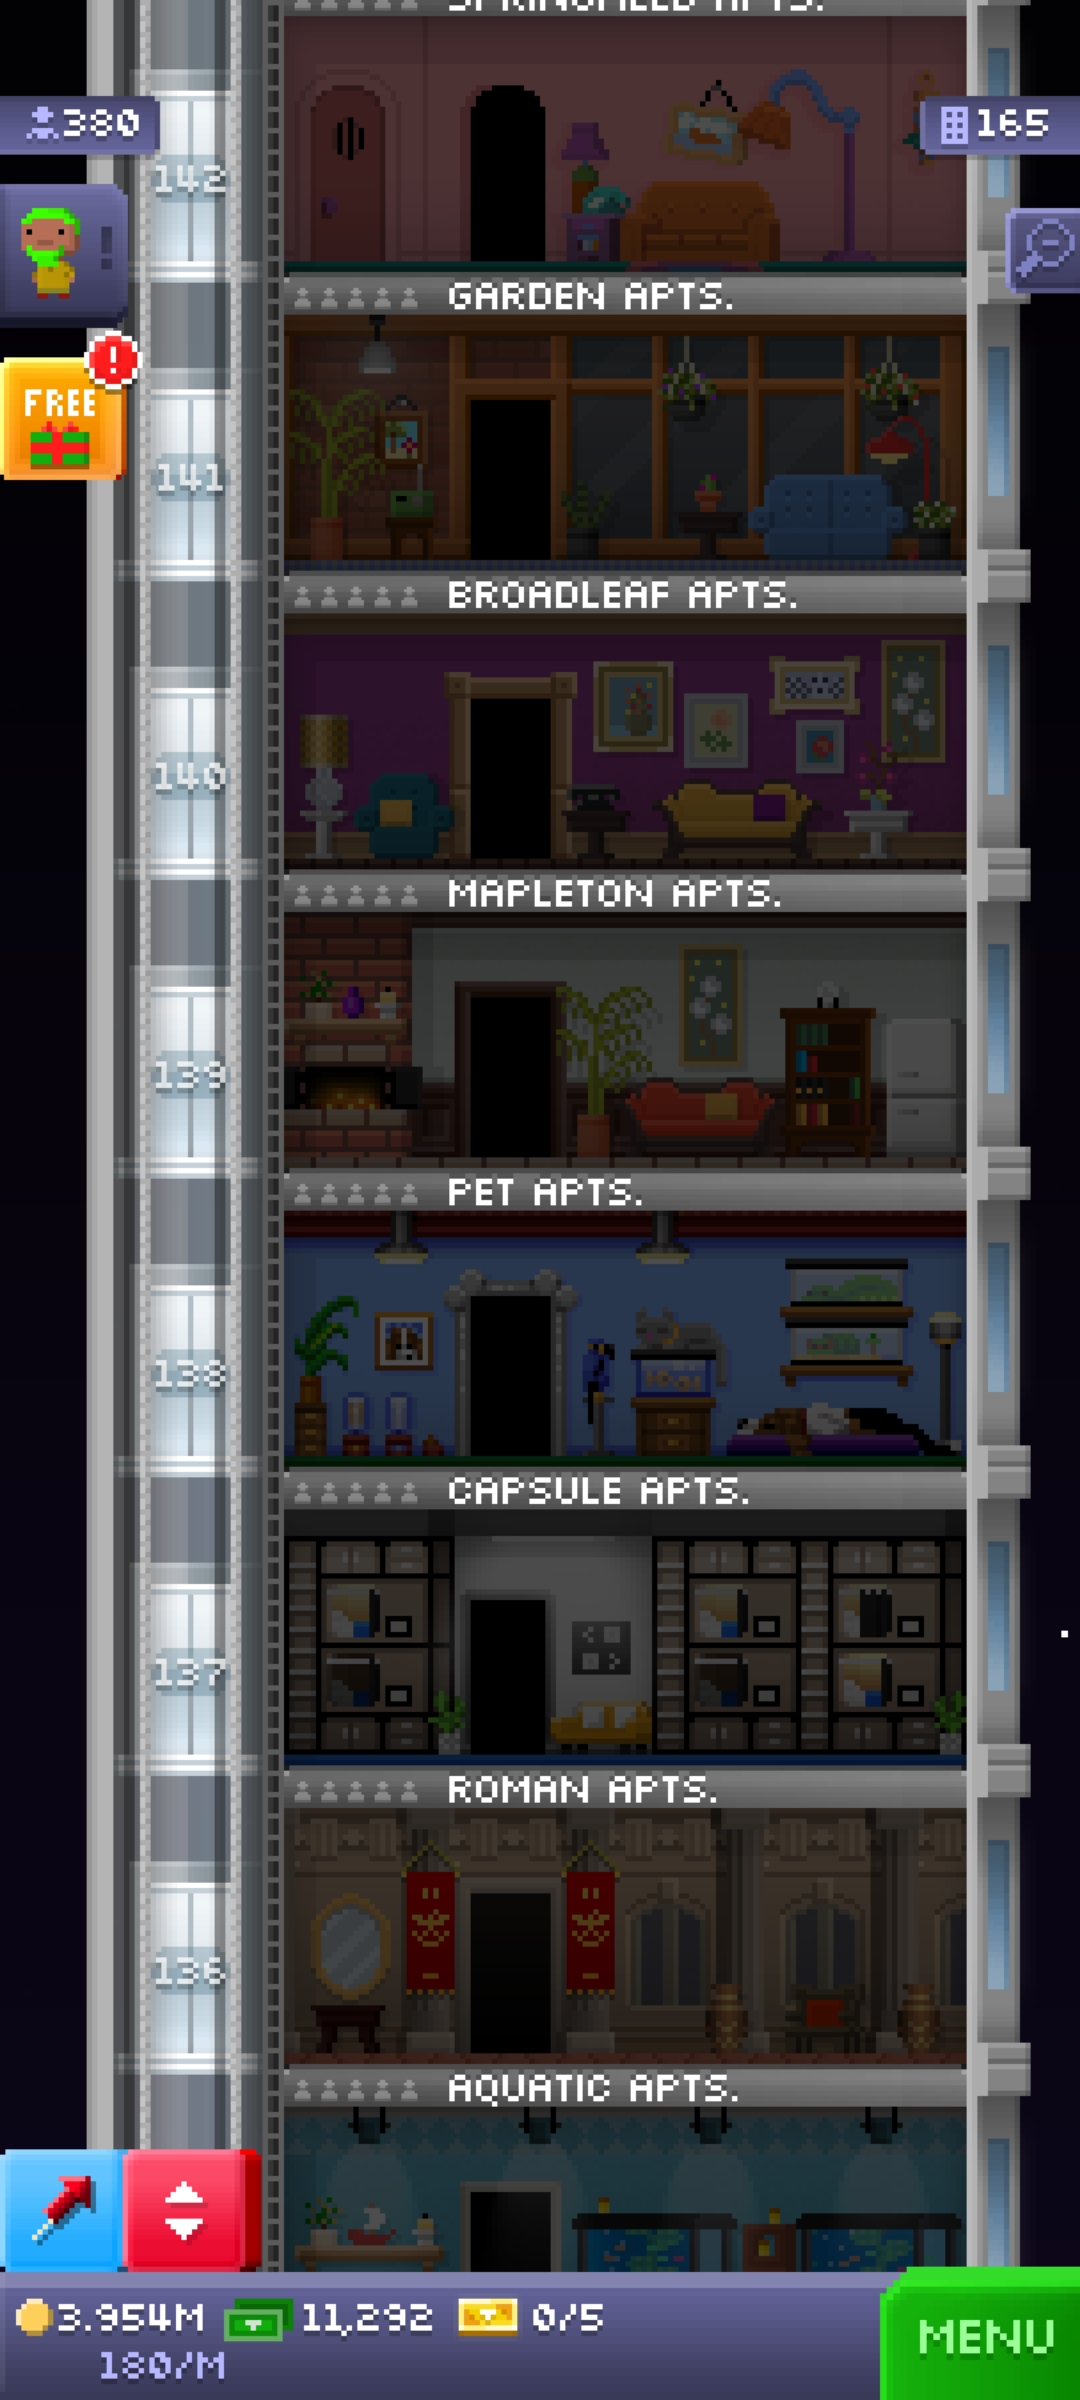 SPRINGFIELD APTS.
380
165
142
!
GARDEN APTS.
!
FREE
141
BROADLEAF APTS.
140
MAPLETON APTS.
139
PET APTS.
138
CAPSULE APTS.
137
ROMAN APTS.
136
AQUATIC APTS.
3.954M 11,292 0/5
180/M
MENU